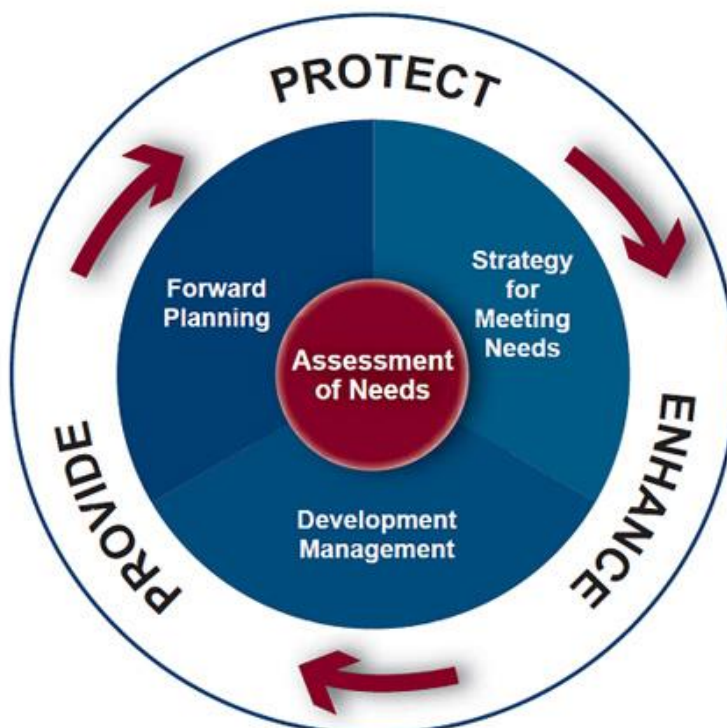 PROTECT
Forward
Planning
Strategy
for
Meeting
Needs
Assessment
of Needs
Development
Management
ENHANCE
PROVIDE